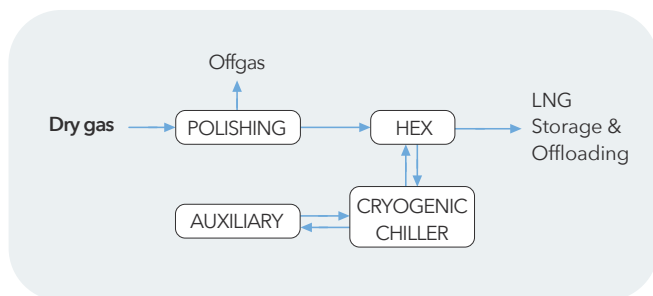 Offgas
Dry gas
POLISHING
HEX
LNG
Storage &
Offloading
AUXILIARY
CRYOGENIC
CHILLER